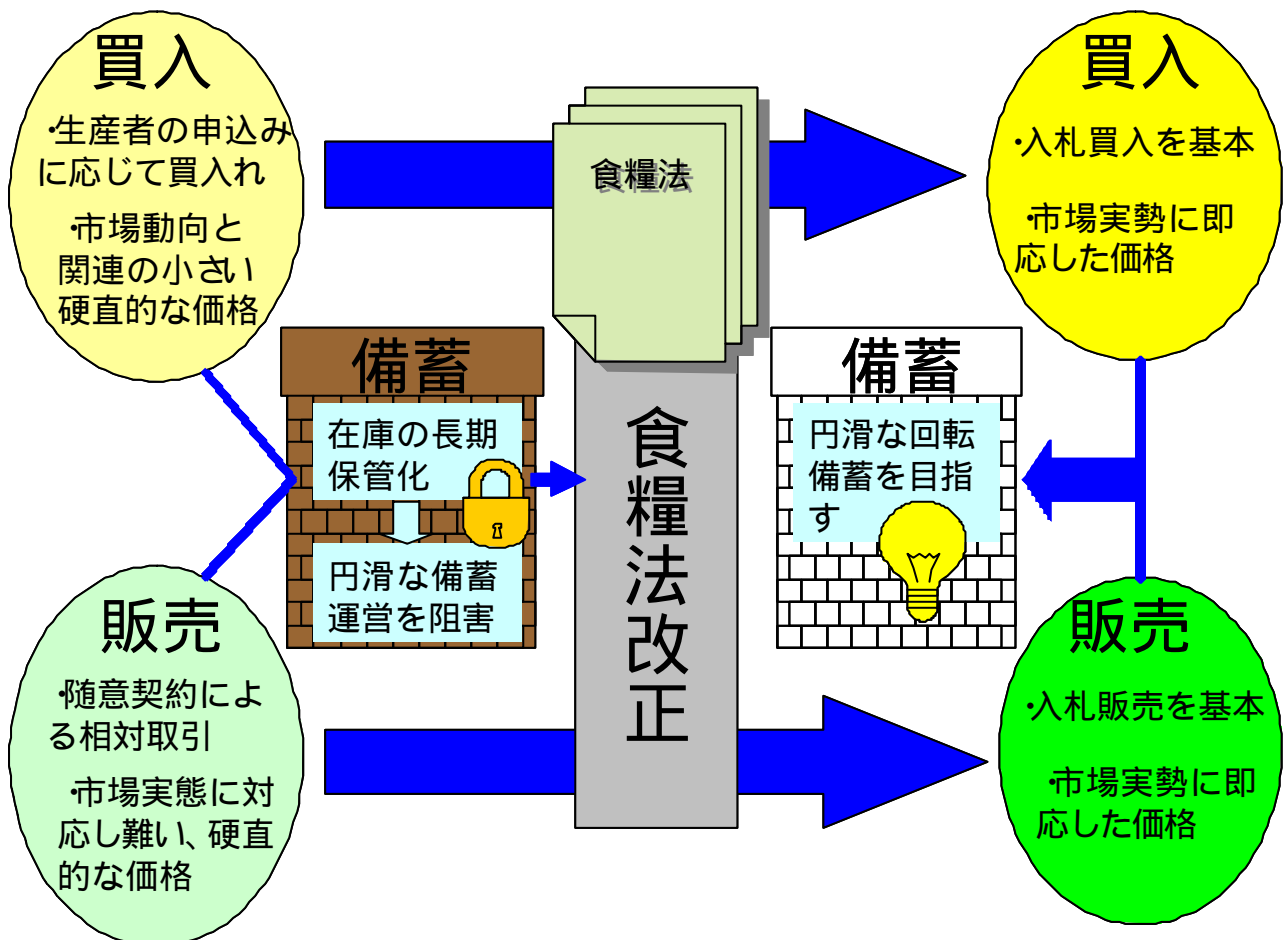 買入
・生産者の申込み
に応じて買入れ
・市場動向と
関連の小さい
硬直的な価格
食糧法
買入
・入札買入を基本
・市場実勢に即
応した価格
備蓄
在庫の長期
保管化
円滑な備蓄
運営を阻害
食糧法改正
備蓄
円滑な回転
備蓄を目指
す
販売
・随意契約によ
る相対取引
・市場実態に対
応し難い、硬直
的な価格
販売
・入札販売を基本
・市場実勢に即
応した価格